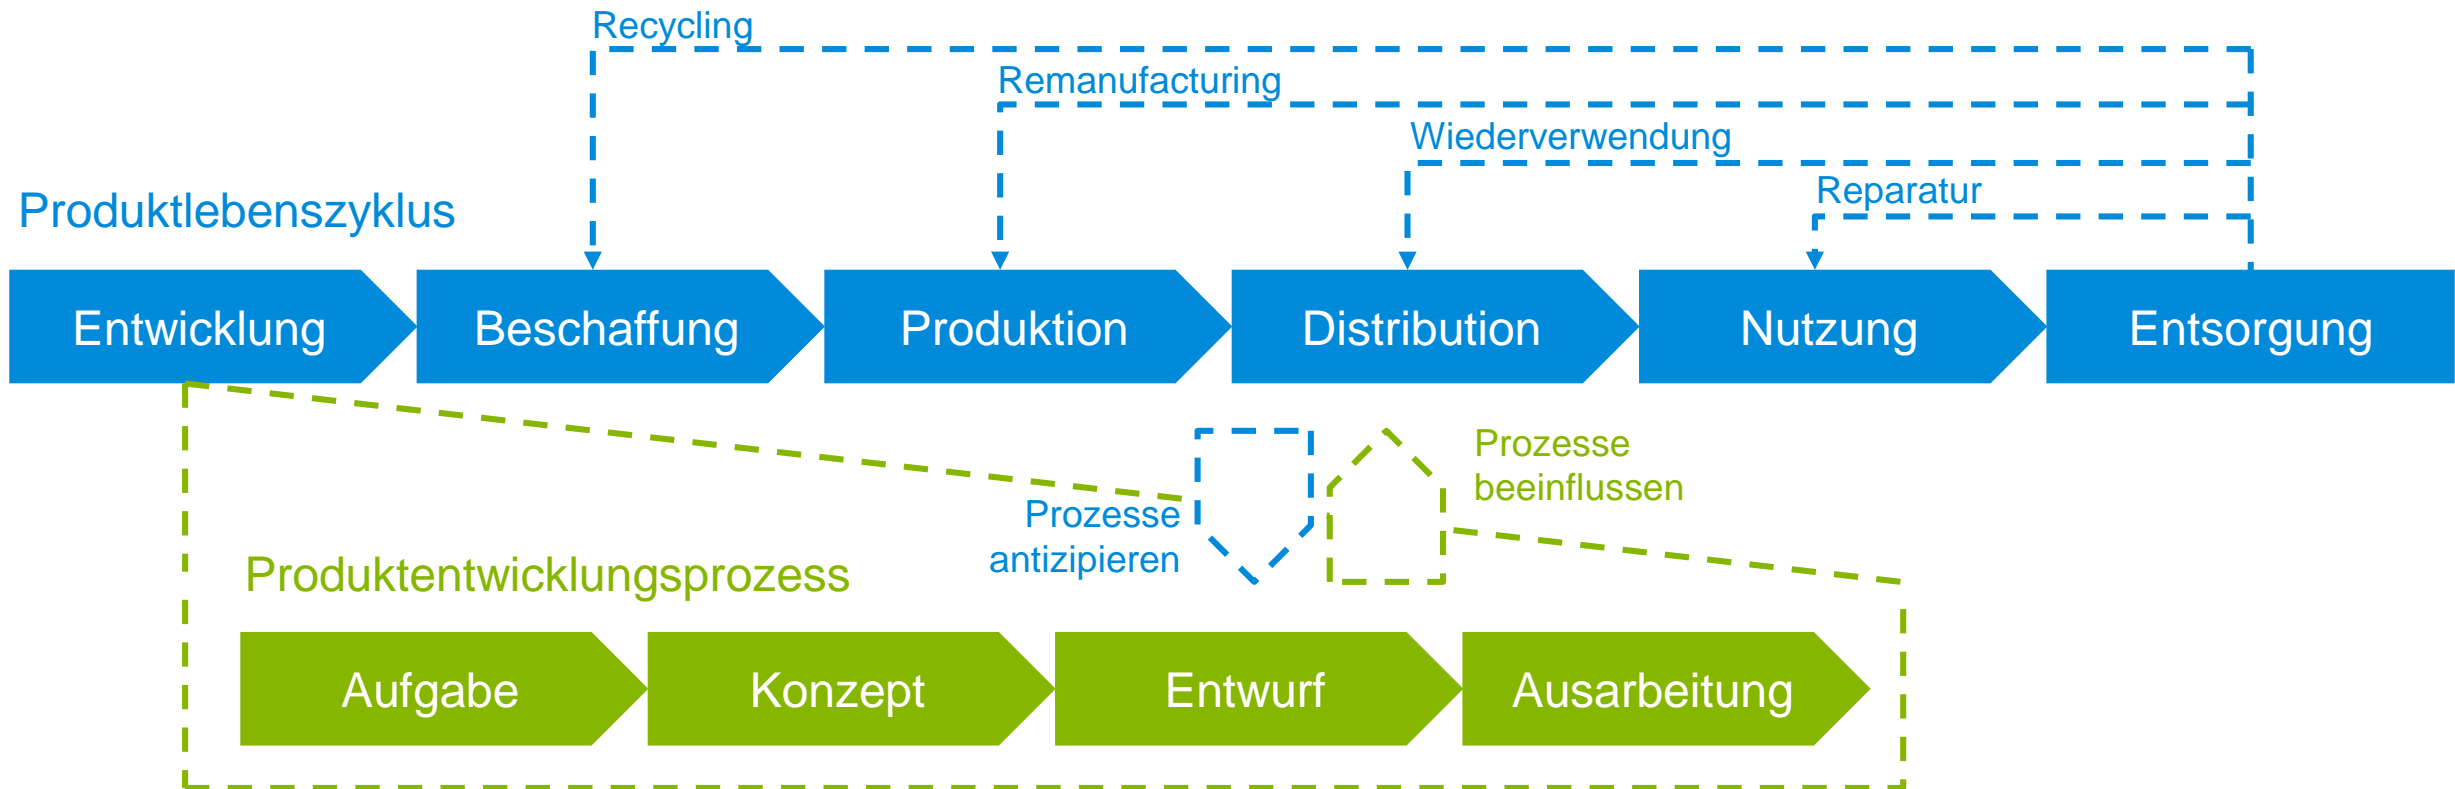 Recycling
Remanufacturing
Wiederverwendung
Reparatur
Produktlebenszyklus
Entwicklung
Beschaffung
Produktion
Distribution
Nutzung
Entsorgung
Prozesse
beeinflussen
Prozesse
antizipieren
Produktentwicklungsprozess
Aufgabe
Konzept
Entwurf
Ausarbeitung